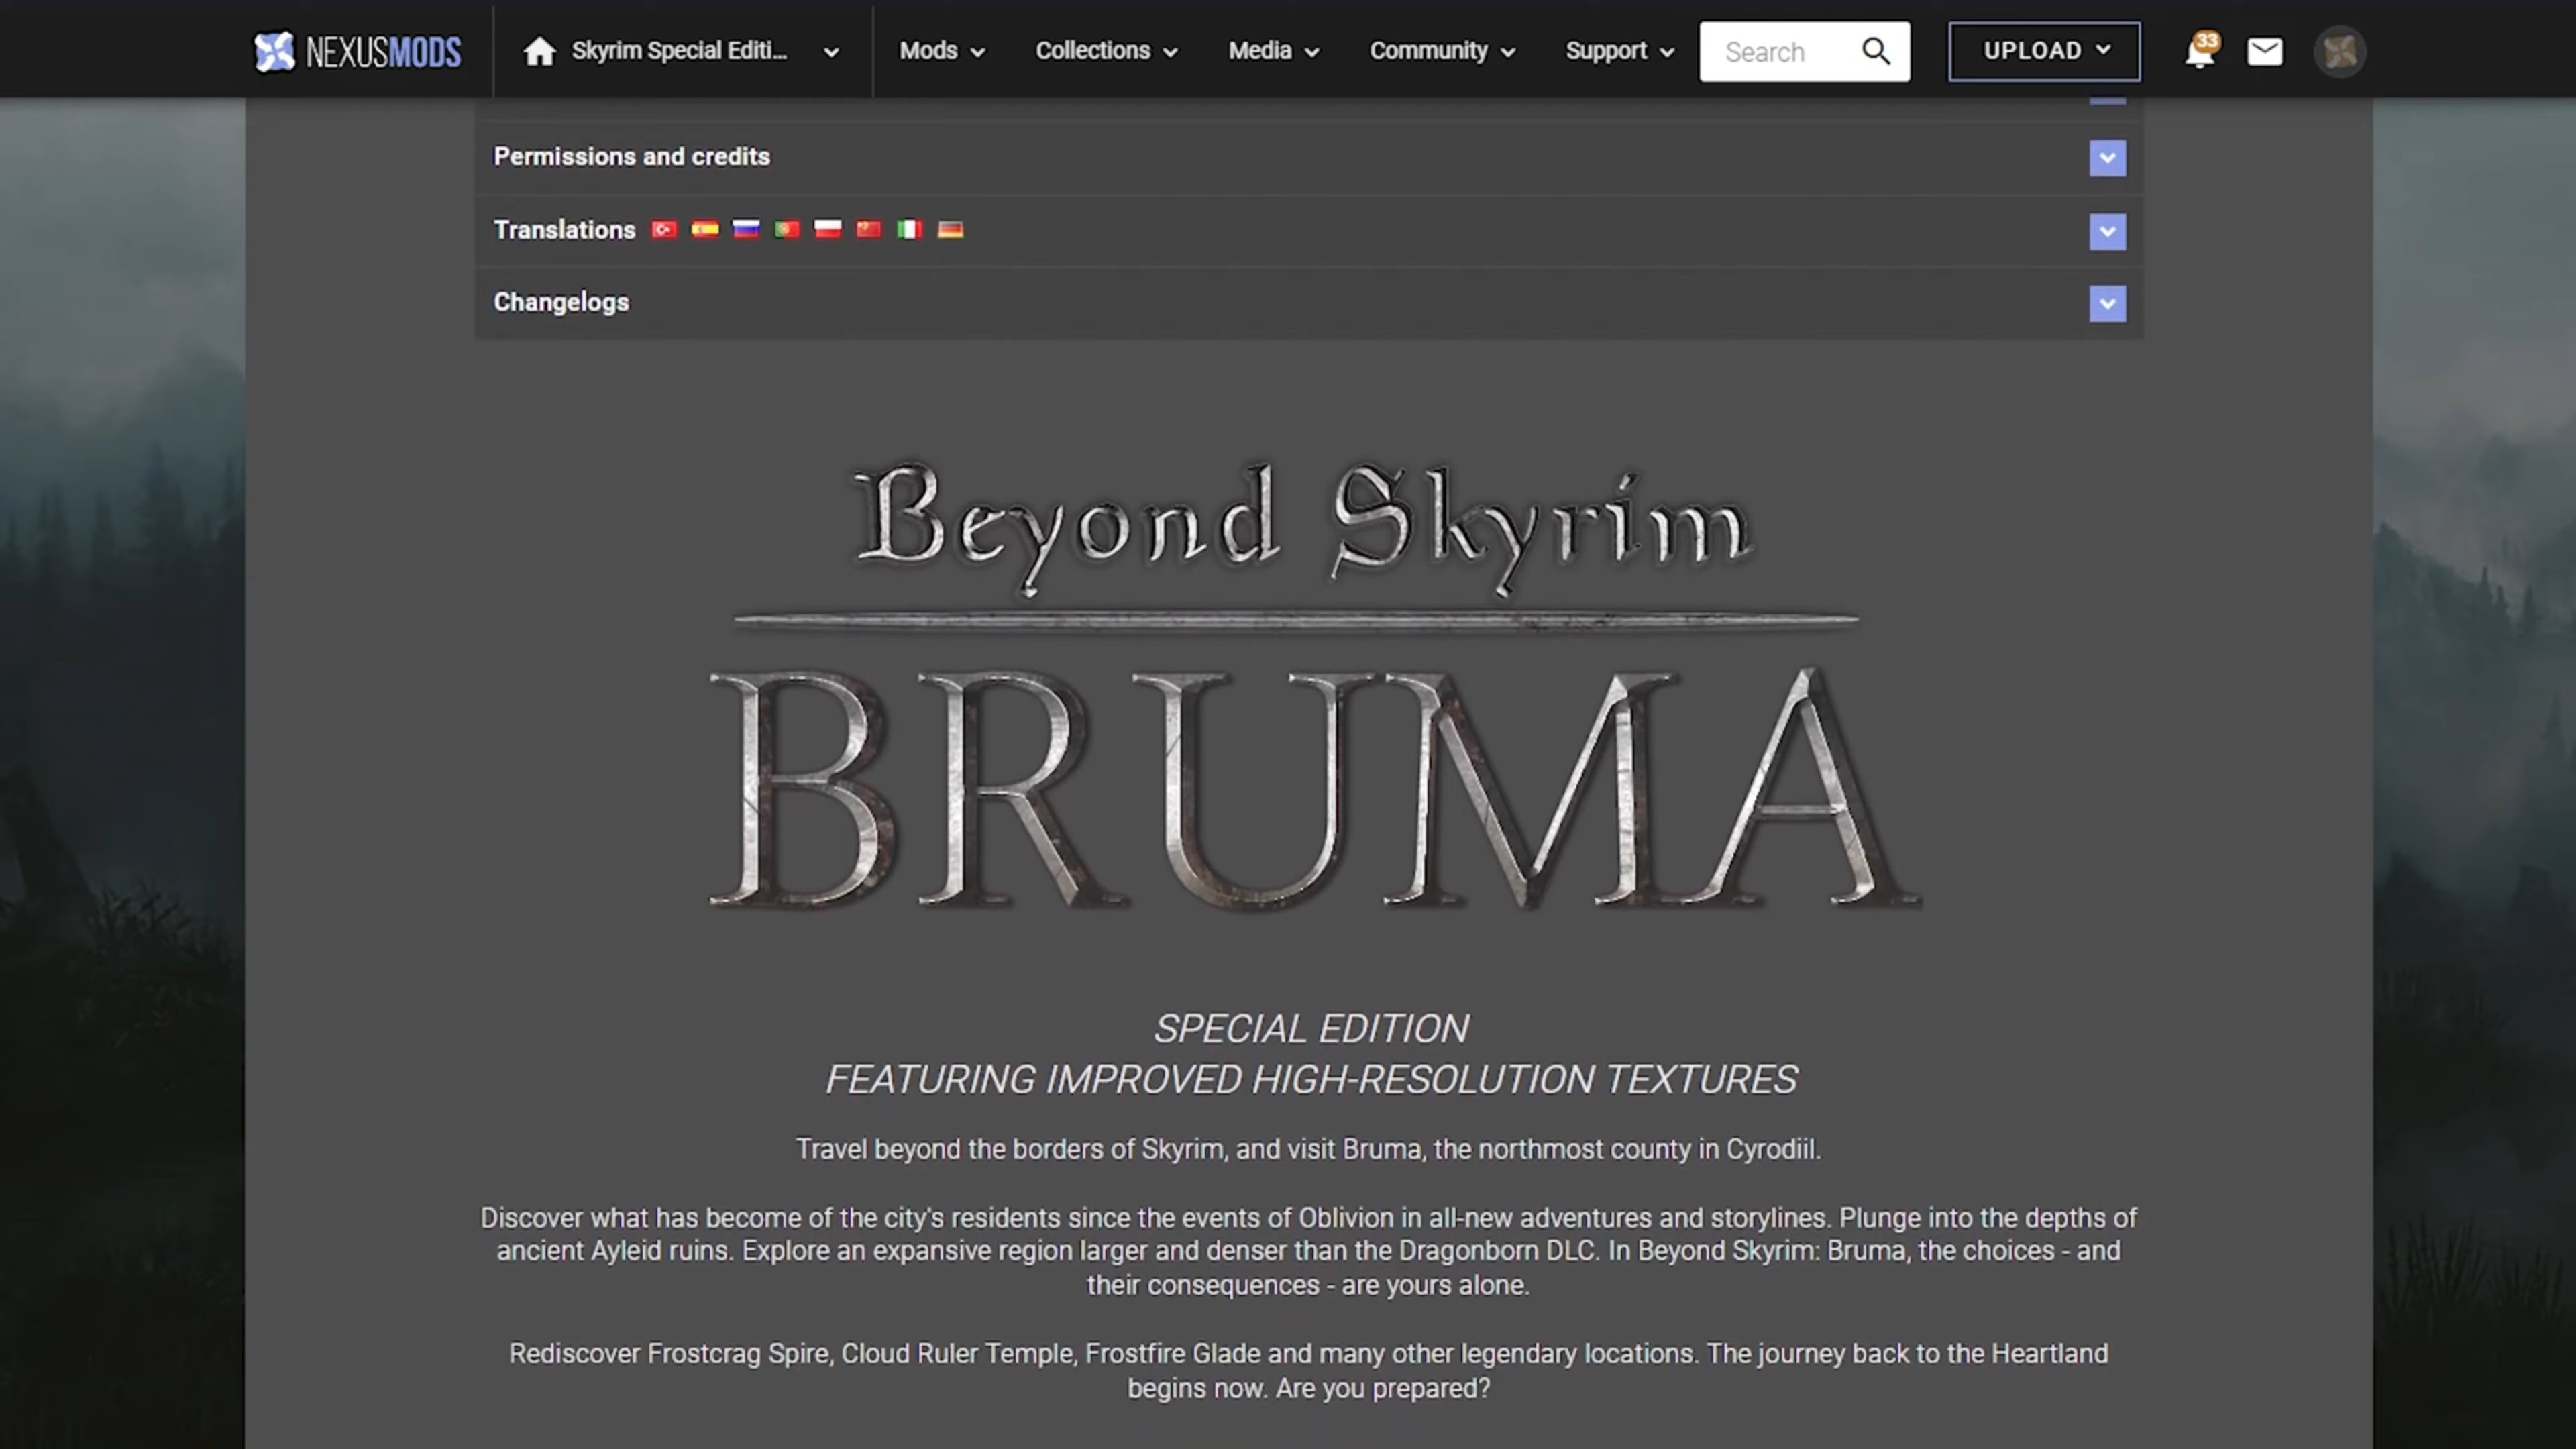 NEXUSMODS
Skyrim Special Editi...
Mods
Collections
Media
Community
Support
Search
UPLOAD
33
Permissions and credits
Translations
Changelogs
Beyond Skyrim
BRUMA
SPECIAL EDITION
FEATURING IMPROVED HIGH-RESOLUTION TEXTURES
Travel beyond the borders of Skyrim, and visit Bruma, the northmost county in Cyrodiil.
Discover what has become of the city's residents since the events of Oblivion in all-new adventures and storylines. Plunge into the depths of
ancient Ayleid ruins. Explore an expansive region larger and denser than the Dragonborn DLC. In Beyond Skyrim: Bruma, the choices - and
their consequences - are yours alone.
Rediscover Frostcrag Spire, Cloud Ruler Temple, Frostfire Glade and many other legendary locations. The journey back to the Heartland
begins now. Are you prepared?